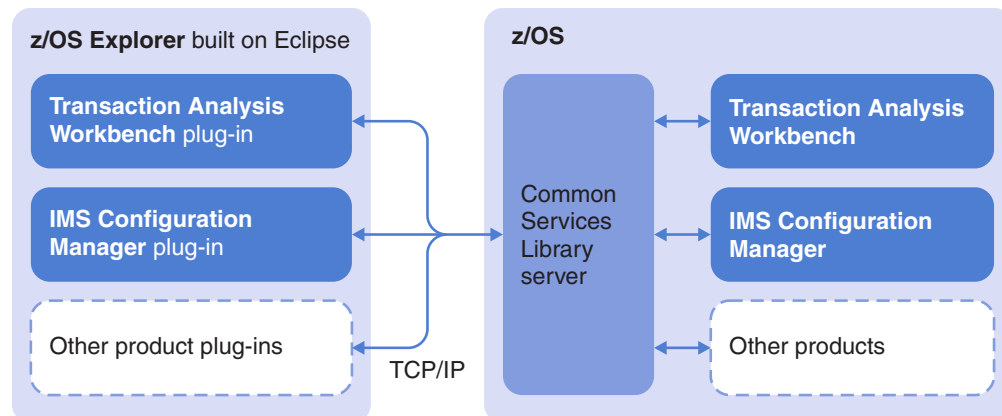 z/OS Explorer built on Eclipse
Transaction Analysis
Workbench plug-in
IMS Configuration
Manager plug-in
Other product plug-ins
TCP/IP
z/OS
Common
Services
Library
server
Transaction Analysis
Workbench
IMS Configuration
Manager
Other products